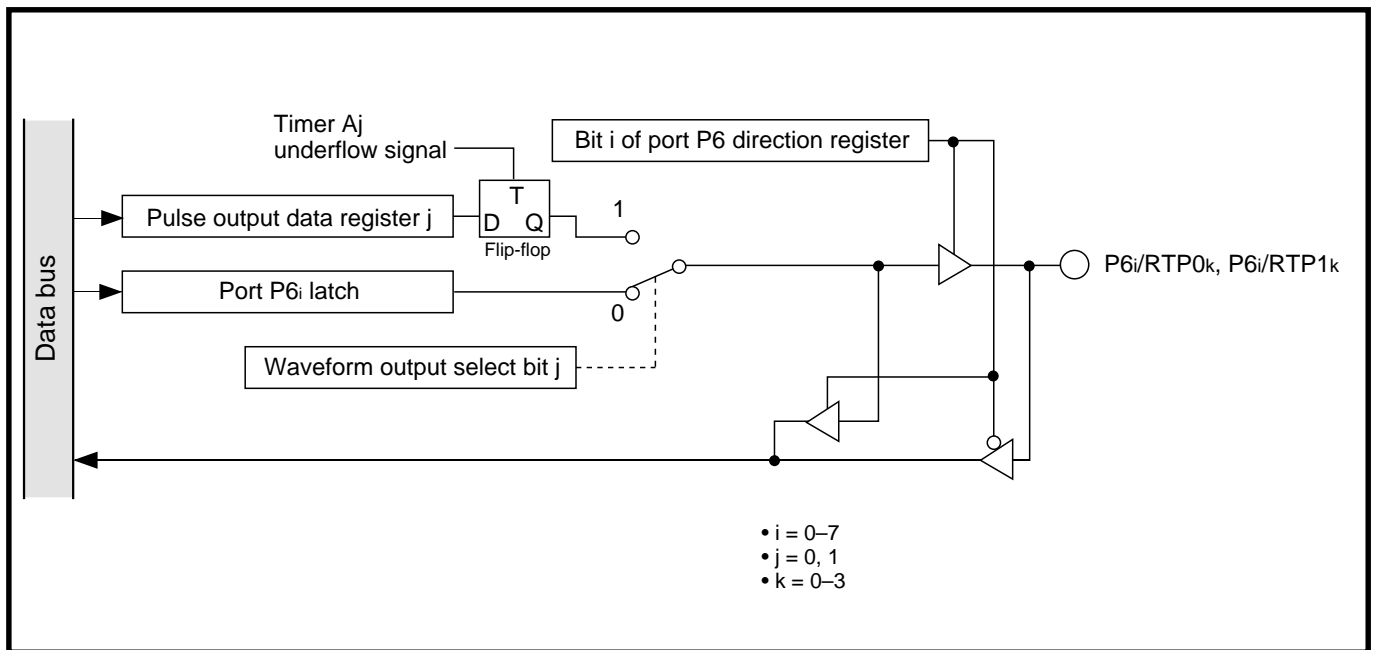 Timer Aj
underflow signal
Bit i of port P6 direction register
Pulse output data register j
T
D Q
Flip-flop
1
Port P6i latch
0
P6i/RTP0k, P6i/RTP1k
Data bus
Waveform output select bit j
• i = 0–7
• j = 0, 1
• k = 0–3